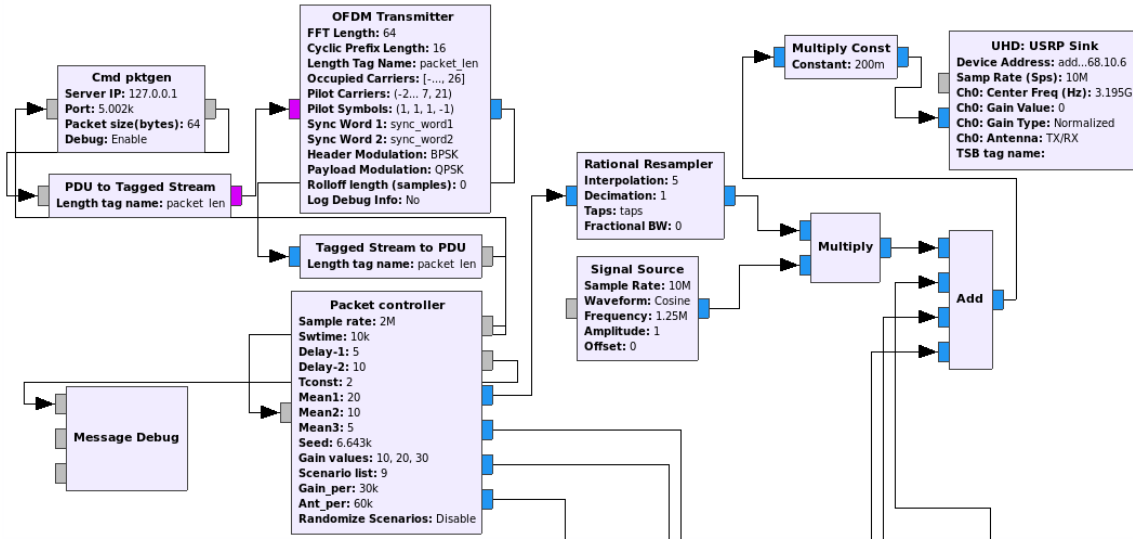 Cmd pktgen
Server IP: 127.0.0.1
Port: 5.002k
Packet size(bytes): 64
Debug: Enable
PDU to Tagged Stream
Length tag name: packet_len
OFDM Transmitter
FFT Length: 64
Cyclic Prefix Length: 16
Length Tag Name: packet_len
Occupied Carriers: [-..., 26]
Pilot Carriers: (-2... 7, 21)
Pilot Symbols: (1, 1, 1, -1)
Sync Word 1: sync_word1
Sync Word 2: sync_word2
Header Modulation: BPSK
Payload Modulation: QPSK
Rolloff length (samples): 0
Log Debug Info: No
Tagged Stream to PDU
Length tag name: packet_len
Packet controller
Sample rate: 2M
Swtime: 10k
Delay-1: 5
Delay-2: 10
Tconst: 2
Mean1: 20
Mean2: 10
Mean3: 5
Seed: 6.643k
Gain values: 10, 20, 30
Scenario list: 9
Gain_per: 30k
Ant_per: 60k
Randomize Scenarios: Disable
Message Debug
Rational Resampler
Interpolation: 5
Decimation: 1
Taps: taps
Fractional BW: 0
Signal Source
Sample Rate: 10M
Waveform: Cosine
Frequency: 1.25M
Amplitude: 1
Offset: 0
Multiply
Add
Multiply Const
Constant: 200m
UHD: USRP Sink
Device Address: add...68.10.6
Samp Rate (Sps): 10M
Ch0: Center Freq (Hz): 3.195G
Ch0: Gain Value: 0
Ch0: Gain Type: Normalized
Ch0: Antenna: TX/RX
TSB tag name: